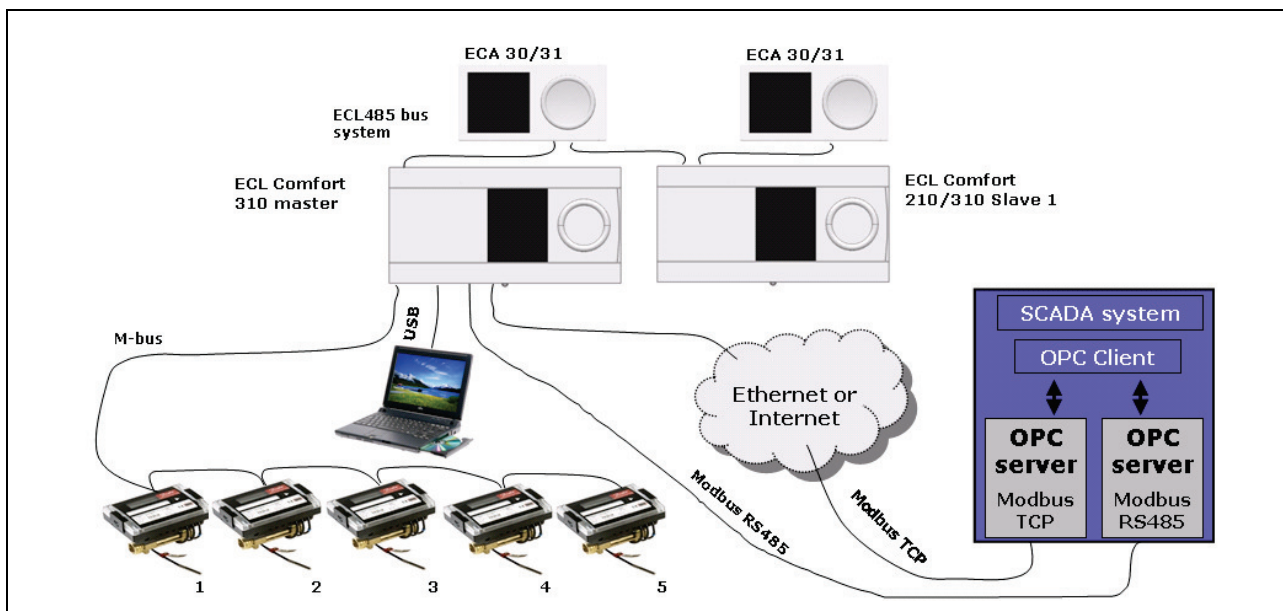 ECA 30/31
ECA 30/31
ECL485 bus
system
ECL Comfort
310 master
ECL Comfort
210/310 Slave 1
M-bus
USB
Ethernet or
Internet
Modbus RS485
Modbus TCP
SCADA system
OPC Client
OPC
server
Modbus
TCP
OPC
server
Modbus
RS485
1
2
3
4
5